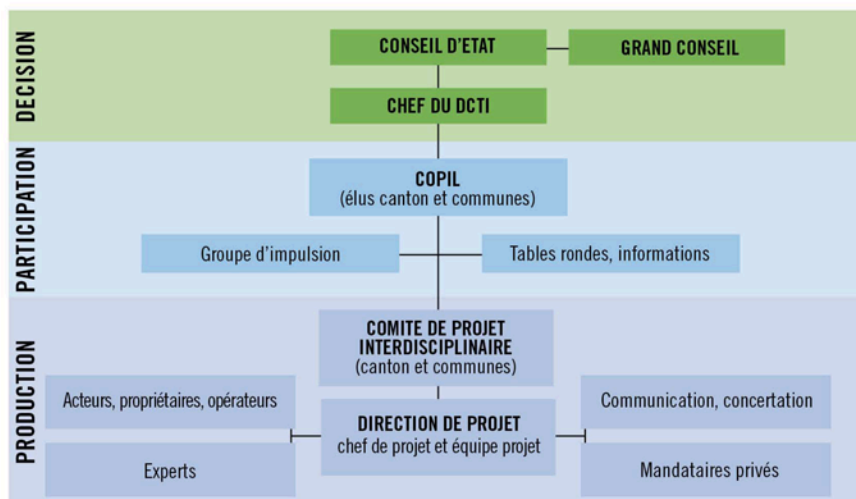 DECISION
CONSEIL D'ETAT
GRAND CONSEIL
CHEF DU DCTI
PARTICIPATION
COPIL
(élus canton et communes)
Groupe d'impulsion
Tables rondes, informations
PRODUCTION
COMITE DE PROJET
INTERDISCIPLINAIRE
(canton et communes)
Acteurs, propriétaires, opérateurs
Communication, concertation
DIRECTION DE PROJET
chef de projet et équipe projet
Experts
Mandataires privés